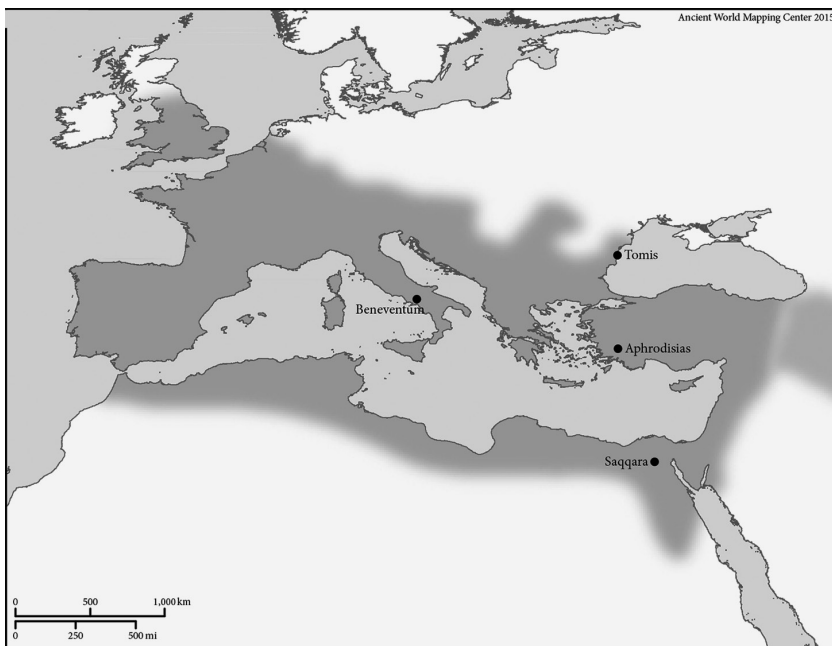 Ancient World Mapping Center 2015
Tomis
Beneventum
Aphrodisias
Saqqara
0 500 1,000 km
0 250 500 mi